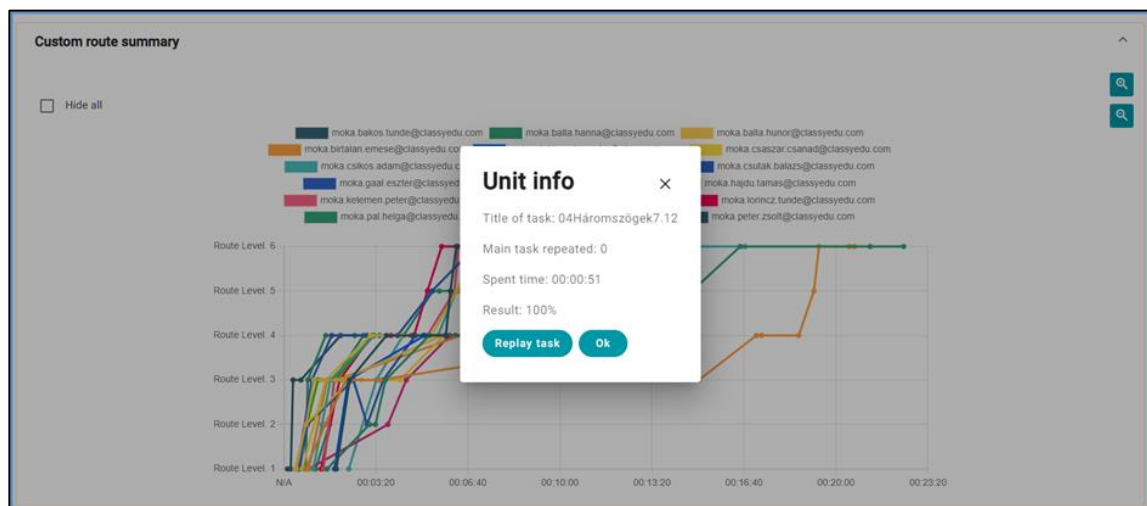 Custom route summary
Hide all
moka.bakos.tunde@classyedu.com moka.balla.hanna@classyedu.com moka.balla.hunor@classyedu.com
moka.birtalan.emese@classyedu.co moka.csaszar.csanad@classyedu.com
moka.csikos.adam@classyedu.c moka.csutak.balazs@classyedu.com
moka.gaal.eszter@classyed moka.hajdu.tamas@classyedu.com
moka.kelemen.peter@classyedu moka.lorincz.tunde@classyedu.com
moka.pal.helga@classyedu. moka.peter.zsolt@classyedu.com
Unit info
Title of task: 04Háromszögek7.12
Main task repeated: 0
Spent time: 00:00:51
Result: 100%
Replay task Ok
Route Level. 6
Route Level. 5
Route Level. 4
Route Level. 3
Route Level. 2
Route Level. 1
N/A 00:03:20 00:06:40 00:10:00 00:13:20 00:16:40 00:20:00 00:23:20